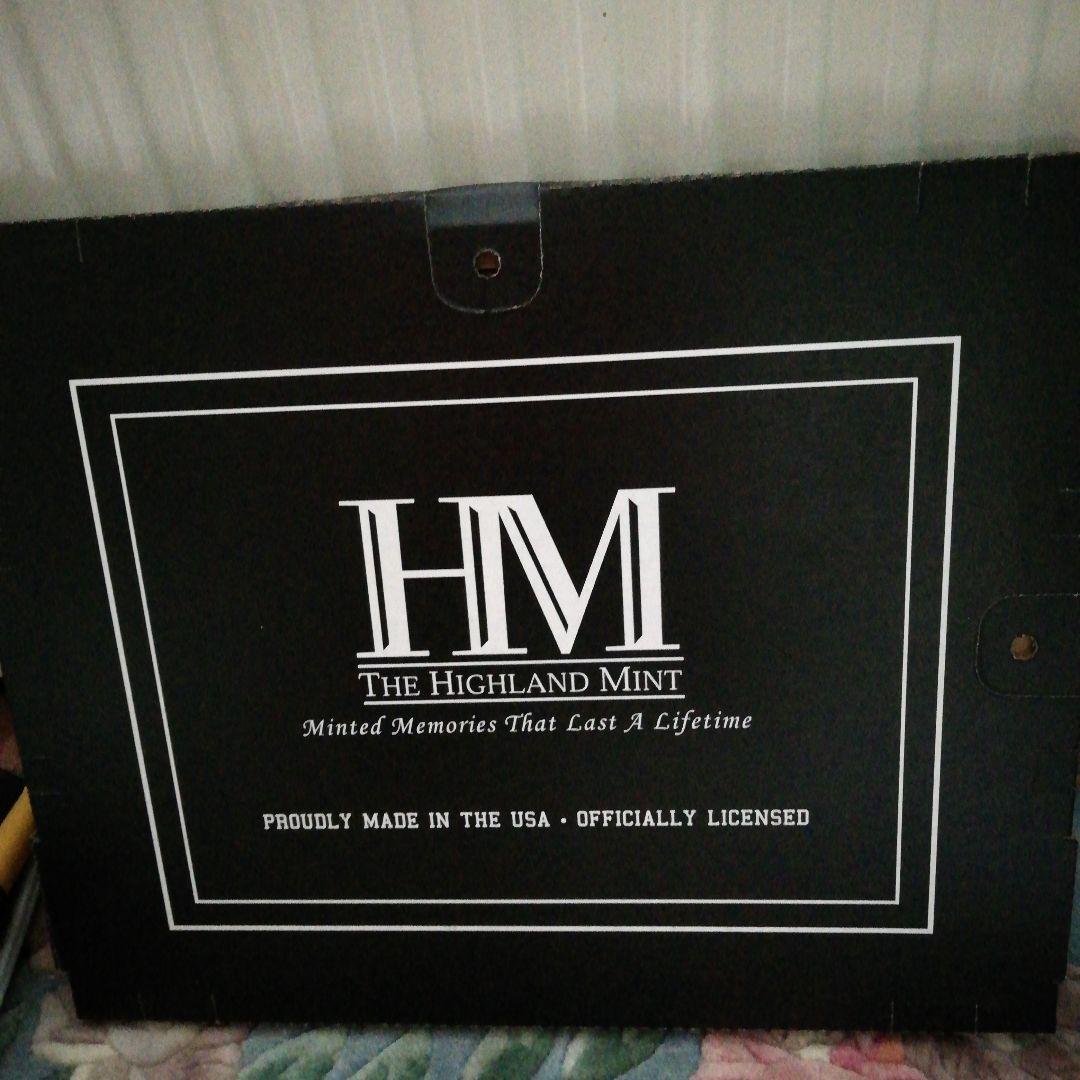 HM
THE HIGHLAND MINT
Minted Memories That Last A Lifetime
PROUDLY MADE IN THE USA • OFFICIALLY LICENSED